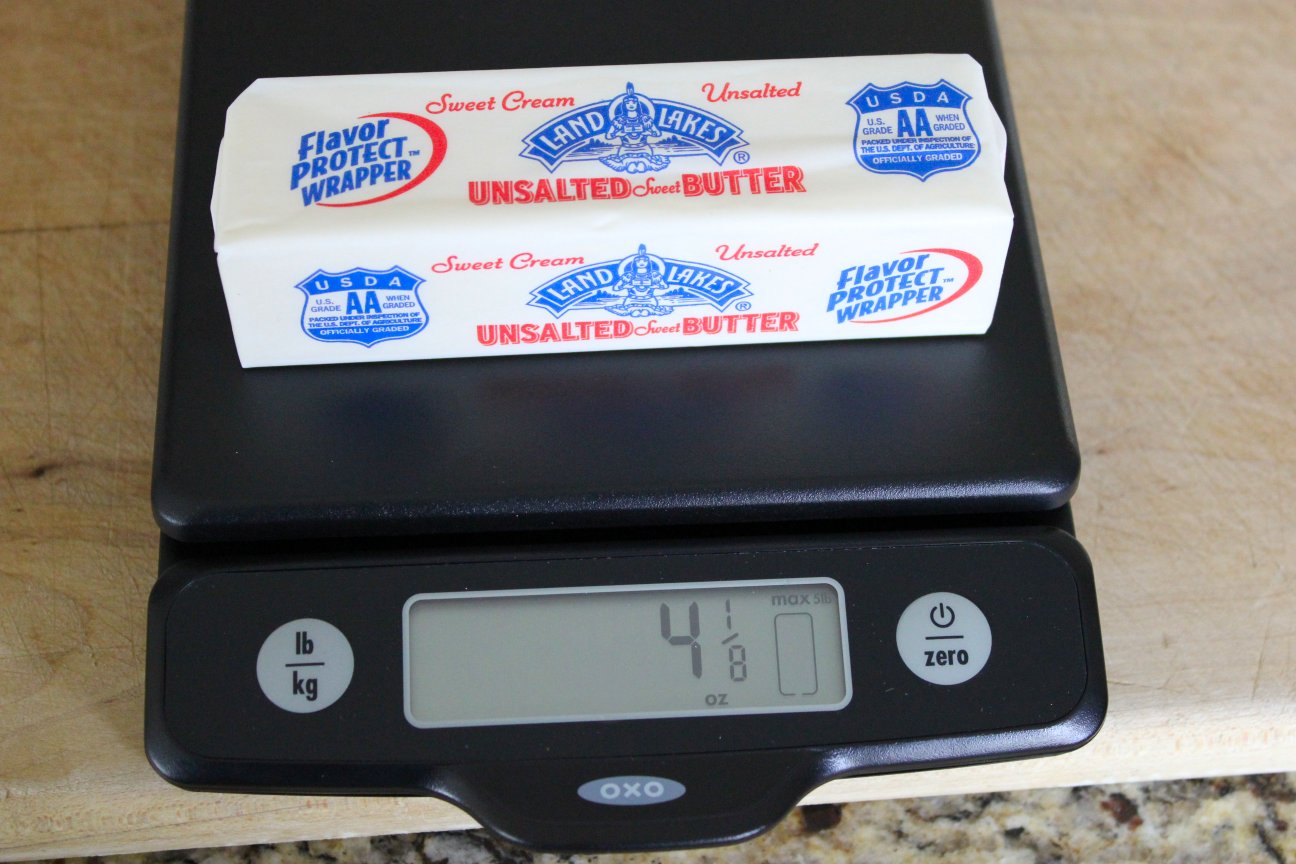 Sweet Cream
Unsalted
Flavor
PROTECT™
WRAPPER
LAND O LAKES®
UNSALTED Sweet BUTTER
USDA
U.S. GRADE AA WHEN GRADED
PACKED UNDER INSPECTION OF
THE U.S. DEPT. OF AGRICULTURE
OFFICIALLY GRADED
USDA
U.S. GRADE AA WHEN GRADED
PACKED UNDER INSPECTION OF
THE U.S. DEPT. OF AGRICULTURE
OFFICIALLY GRADED
Sweet Cream
Unsalted
LAND O LAKES®
UNSALTED Sweet BUTTER
Flavor
PROTECT™
WRAPPER
lb
kg
4 1/8
oz
max 5lb
zero
OXO